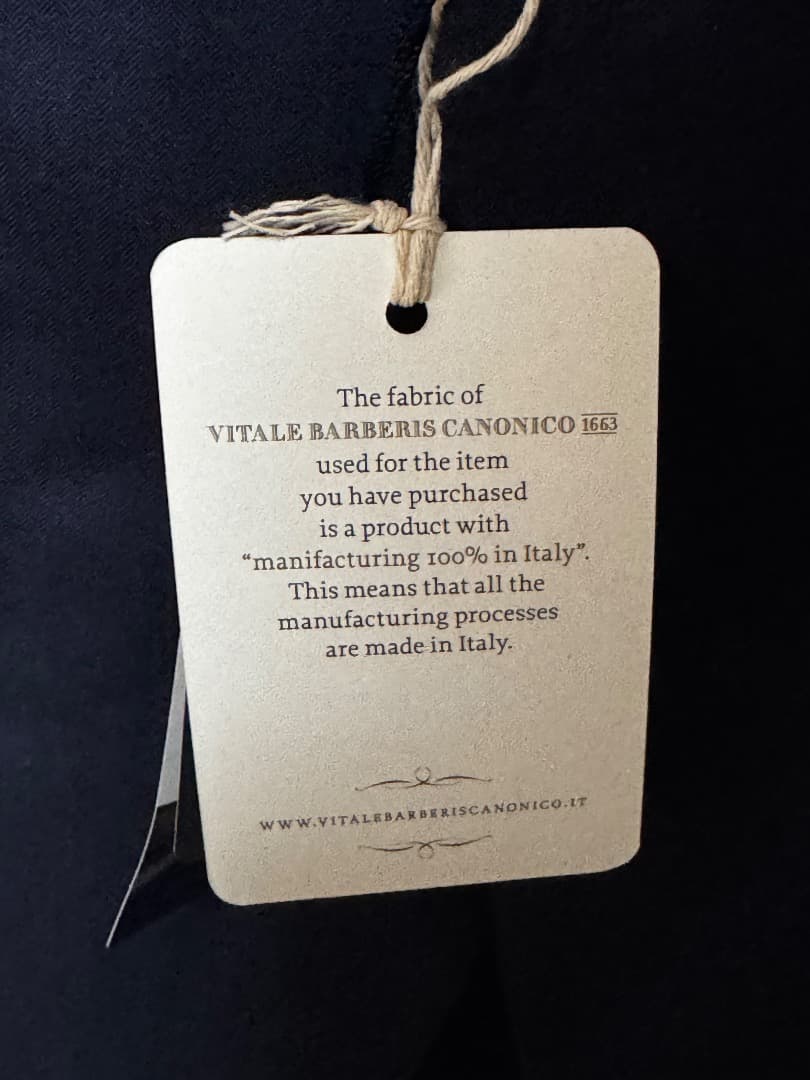 The fabric of
VITALE BARBERIS CANONICO 1663
used for the item
you have purchased
is a product with
“manifacturing 100% in Italy”.
This means that all the
manufacturing processes
are made in Italy.
WWW.VITALEBARBERISCANONICO.IT